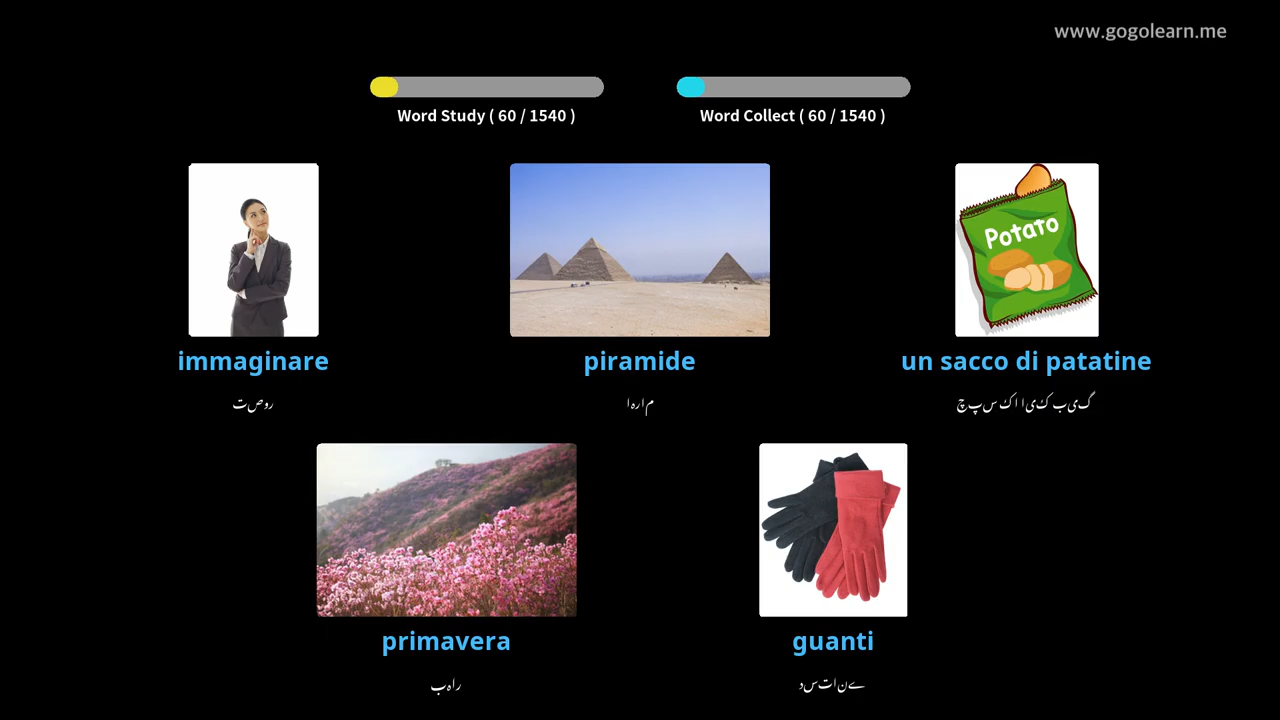 www.gogolearn.me
Word Study ( 60 / 1540 )
Word Collect ( 60 / 1540 )
Potato
immaginare
piramide
un sacco di patatine
تصور
اہرام
چپس کا ایک بیگ
primavera
guanti
بہار
دستانے